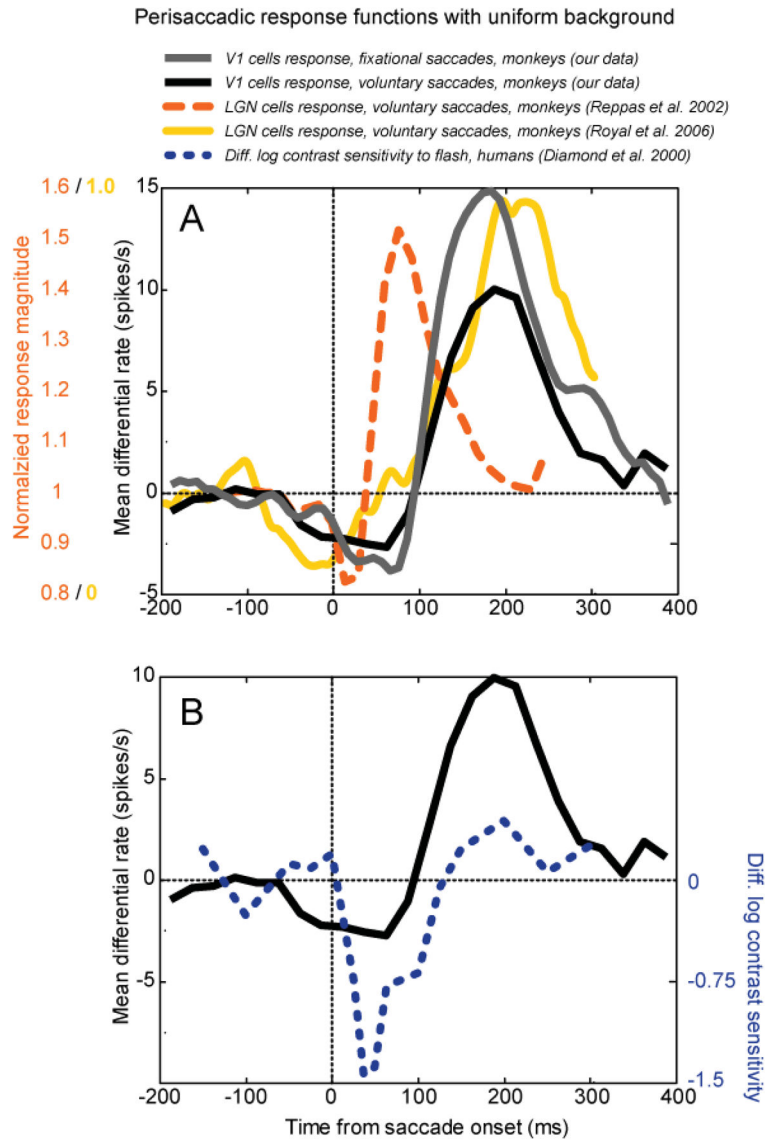 Perisaccadic response functions with uniform background
V1 cells response, fixational saccades, monkeys (our data)
V1 cells response, voluntary saccades, monkeys (our data)
LGN cells response, voluntary saccades, monkeys (Reppas et al. 2002)
LGN cells response, voluntary saccades, monkeys (Royal et al. 2006)
Diff. log contrast sensitivity to flash, humans (Diamond et al. 2000)
A
Normalzied response magnitude
1.6 / 1.0
1.5
1.4
1.3
1.2
1.1
1
0.9
0.8 / 0
Mean differential rate (spikes/s)
15
10
5
0
-5
-200
-100
0
100
200
300
400
B
Mean differential rate (spikes/s)
10
5
0
-5
0
-0.75
-1.5
Diff. log contrast sensitivity
-200
-100
0
100
200
300
400
Time from saccade onset (ms)